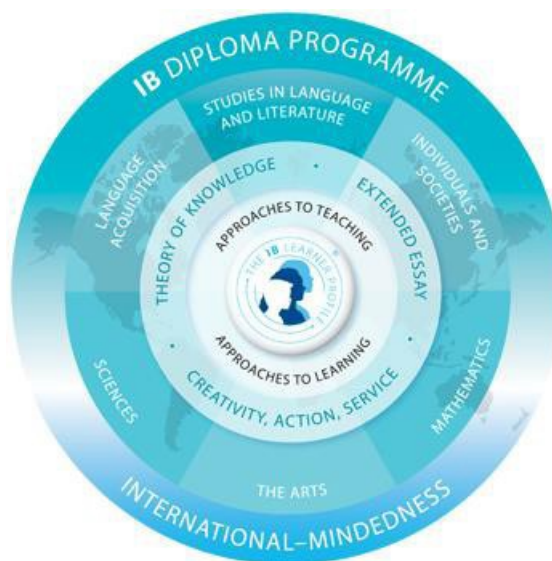 IB DIPLOMA PROGRAMME
STUDIES IN LANGUAGE
AND LITERATURE
LANGUAGE
ACQUISITION
INDIVIDUALS AND
SOCIETIES
THEORY OF KNOWLEDGE
EXTENDED ESSAY
APPROACHES TO TEACHING
THE IB LEARNER PROFILE
®
APPROACHES TO LEARNING
CREATIVITY, ACTION, SERVICE
SCIENCES
MATHEMATICS
THE ARTS
INTERNATIONAL–MINDEDNESS